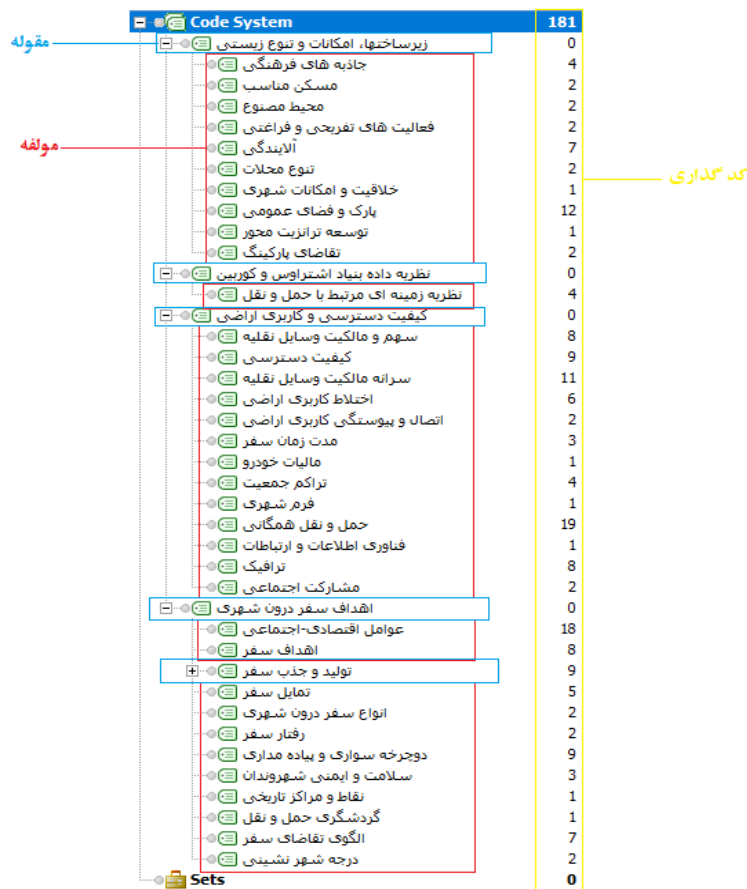 Code System 181
مقوله
زیرساختها، امکانات و تنوع زیستی 0
جاذبه های فرهنگی 4
مسکن مناسب 2
محیط مصنوع 2
فعالیت های تفریحی و فراغتی 2
مولفه
آلایندگی 7
تنوع محلات 2
کد گذاری
خلاقیت و امکانات شهری 1
پارک و فضای عمومی 12
توسعه ترانزیت محور 1
تقاضای پارکینگ 2
نظریه داده بنیاد اشتراوس و کوربین 0
نظریه زمینه ای مرتبط با حمل و نقل 4
کیفیت دسترسی و کاربری اراضی 0
سهم و مالکیت وسایل نقلیه 8
کیفیت دسترسی 9
سرانه مالکیت وسایل نقلیه 11
اختلاط کاربری اراضی 6
اتصال و پیوستگی کاربری اراضی 2
مدت زمان سفر 3
مالیات خودرو 1
تراکم جمعیت 4
فرم شهری 1
حمل و نقل همگانی 19
فناوری اطلاعات و ارتباطات 1
ترافیک 8
مشارکت اجتماعی 2
اهداف سفر درون شهری 0
عوامل اقتصادی-اجتماعی 18
اهداف سفر 8
تولید و جذب سفر 9
تمایل سفر 5
انواع سفر درون شهری 2
رفتار سفر 2
دوچرخه سواری و پیاده مداری 9
سلامت و ایمنی شهروندان 3
نقاط و مراکز تاریخی 1
گردشگری حمل و نقل 1
الگوی تقاضای سفر 7
درجه شهر نشینی 2
Sets 0